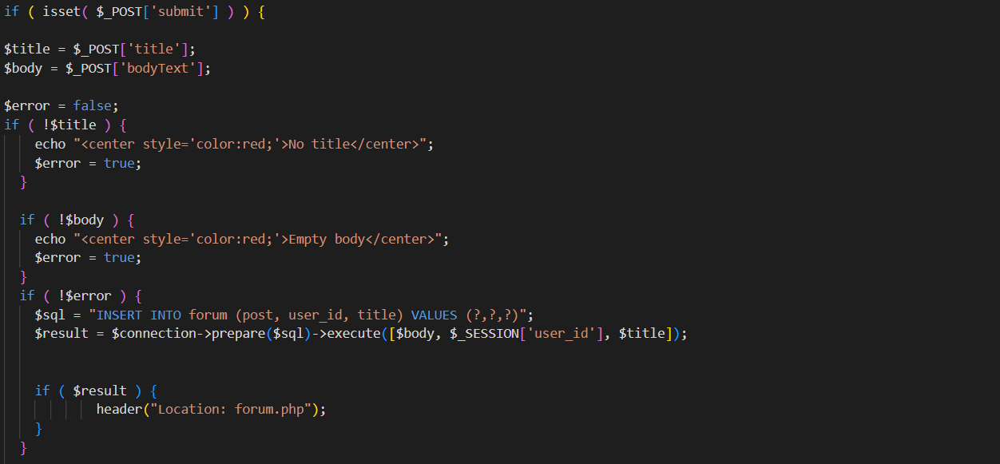 if ( isset( $_POST['submit'] ) ) {
$title = $_POST['title'];
$body = $_POST['bodyText'];
$error = false;
if ( !$title ) {
echo "<center style='color:red;'>No title</center>";
$error = true;
}
if ( !$body ) {
echo "<center style='color:red;'>Empty body</center>";
$error = true;
}
if ( !$error ) {
$sql = "INSERT INTO forum (post, user_id, title) VALUES (?,?,?)";
$result = $connection->prepare($sql)->execute([$body, $_SESSION['user_id'], $title]);
if ( $result ) {
header("Location: forum.php");
}
}